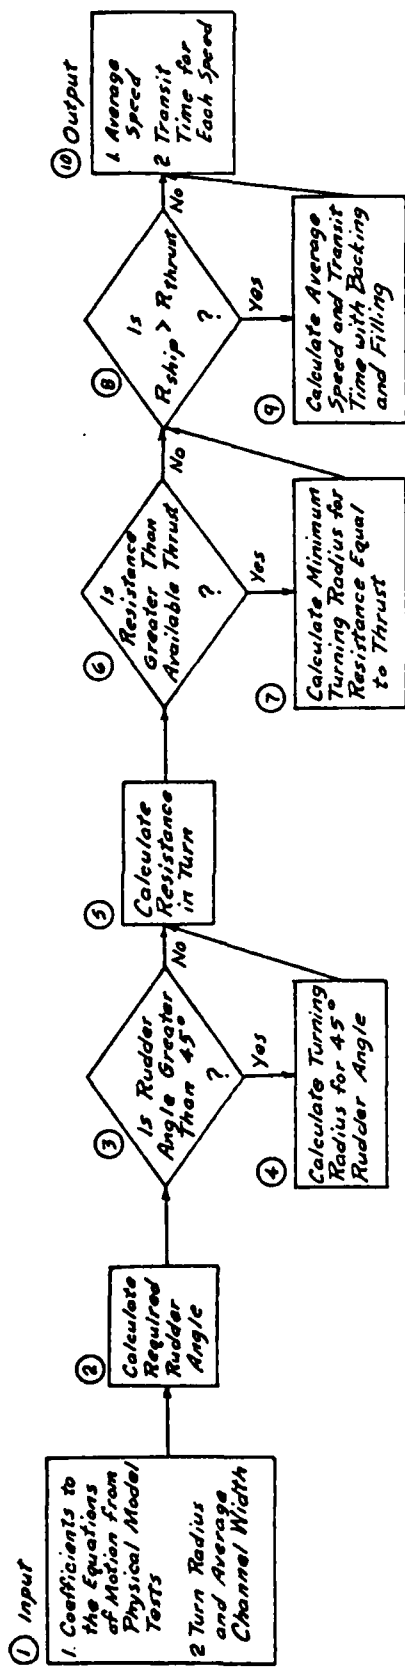 ① Input
1. Coefficients to
the Equations
of Motion from
Physical Model
Tests
2 Turn Radius
and Average
Channel Width
②
Calculate
Required
Rudder
Angle
③
Is Rudder
Angle Greater
Than 45°
?
No
Yes
④
Calculate Turning
Radius for 45°
Rudder Angle
⑤
Calculate
Resistance
in Turn
⑥
Is
Resistance
Greater Than
Available Thrust
?
No
Yes
⑦
Calculate Minimum
Turning Radius for
Resistance Equal
to Thrust
⑧
Is
Rship > Rthrust
?
No
Yes
⑨
Calculate Average
Speed and Transit
Time with Backing
and Filling
⑩ Output
1. Average
Speed
2 Transit
Time for
Each Speed